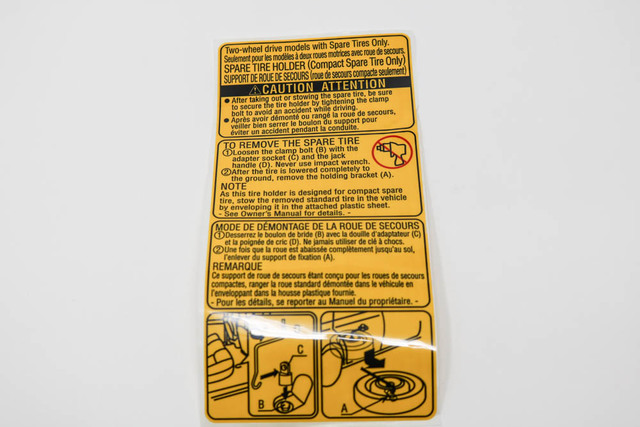 Two-wheel drive models with Spare Tires Only.
Seulement pour les modèles à deux roues motrices avec roue de secours.
SPARE TIRE HOLDER (Compact Spare Tire Only)
SUPPORT DE ROUE DE SECOURS (roue de secours compacte seulement)
CAUTION ATTENTION
● After taking out or stowing the spare tire, be sure
to secure the tire holder by tightening the clamp
bolt to avoid an accident while driving.
● Après avoir démonté ou rangé la roue de secours,
veiller bien serrer le boulon du support pour
éviter un accident pendant la conduite.
TO REMOVE THE SPARE TIRE
①Loosen the clamp bolt (B) with the
adapter socket (C) and the jack
handle (D). Never use impact wrench.
②After the tire is lowered completely to
the ground, remove the holding bracket (A).
NOTE
As this tire holder is designed for compact spare
tire, stow the removed standard tire in the vehicle
by enveloping it in the attached plastic sheet.
- See Owner's Manual for details. -
MODE DE DÉMONTAGE DE LA ROUE DE SECOURS
①Desserrez le boulon de bride (B) avec la douille d'adaptateur (C)
et la poignée de cric (D). Ne jamais utiliser de clé à chocs.
②Une fois que la roue est abaissée complètement jusqu'au sol,
l'enlever du support de fixation (A).
REMARQUE
Ce support de roue de secours étant conçu pour les roues de secours
compactes, ranger la roue standard démontée dans le véhicule en
l'enveloppant dans la housse plastique fournie.
- Pour les détails, se reporter au Manuel du propriétaire. -
C
B
A